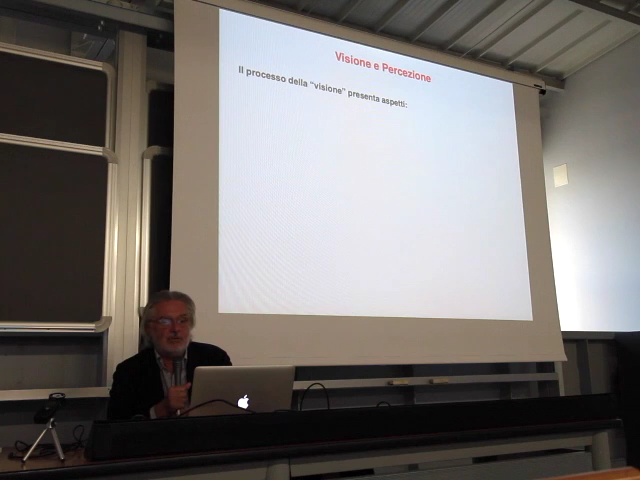 Visione e Percezione
Il processo della “visione” presenta aspetti: